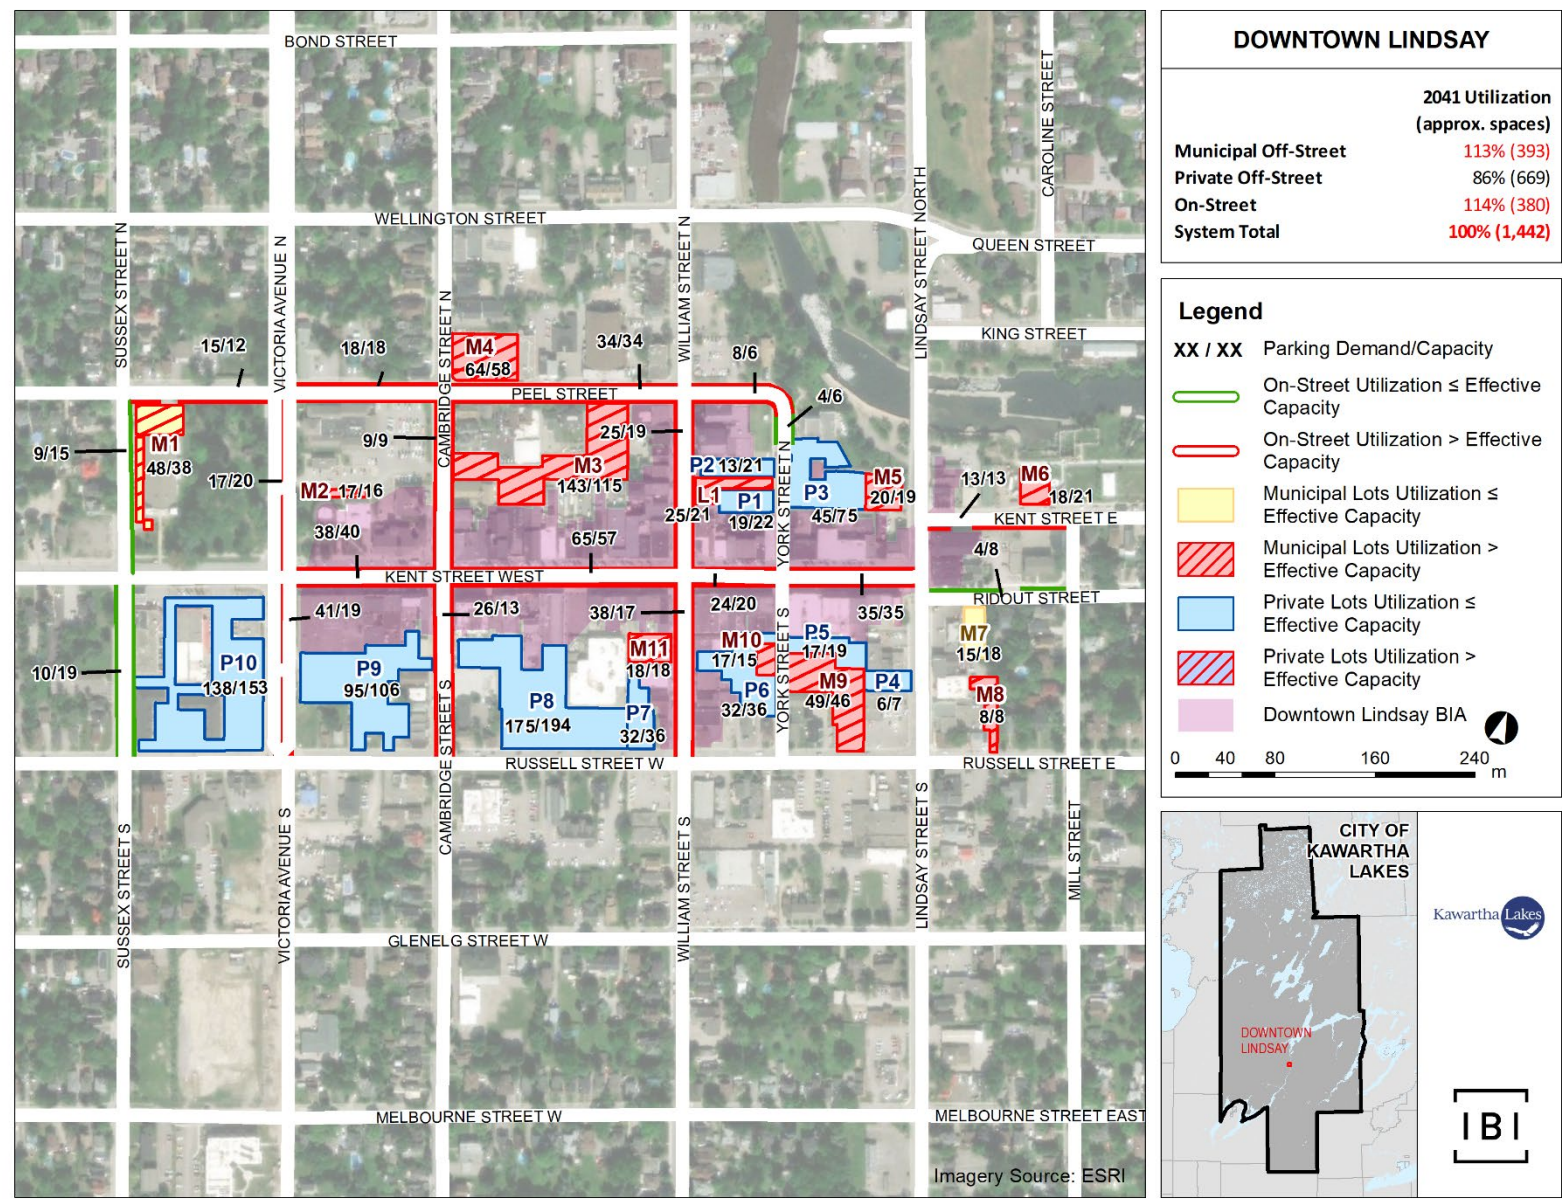 BOND STREET
CAROLINE STREET
WELLINGTON STREET
QUEEN STREET
SUSSEX STREET N
VICTORIA AVENUE N
CAMBRIDGE STREET N
WILLIAM STREET N
LINDSAY STREET NORTH
KING STREET
15/12
18/18
M4
64/58
34/34
8/6
PEEL STREET
4/6
9/15
M1
48/38
17/20
9/9
25/19
M2
17/16
M3
143/115
P2
13/21
L1
P1
19/22
25/21
YORK STREET N
P3
45/75
M5
20/19
13/13
M6
18/21
KENT STREET E
38/40
65/57
4/8
KENT STREET WEST
RIDOUT STREET
41/19
26/13
38/17
24/20
35/35
10/19
P10
138/153
P9
95/106
P8
175/194
M11
18/18
P7
32/36
M10
17/15
P6
32/36
YORK STREET S
P5
17/19
M9
49/46
P4
6/7
M7
15/18
M8
8/8
RUSSELL STREET W
RUSSELL STREET E
SUSSEX STREET S
VICTORIA AVENUE S
CAMBRIDGE STREET S
WILLIAM STREET S
LINDSAY STREET S
MILL STREET
GLENELG STREET W
MELBOURNE STREET W
MELBOURNE STREET EAST
Imagery Source: ESRI
DOWNTOWN LINDSAY
2041 Utilization
(approx. spaces)
Municipal Off-Street 113% (393)
Private Off-Street 86% (669)
On-Street 114% (380)
System Total 100% (1,442)
Legend
XX / XX Parking Demand/Capacity
On-Street Utilization ≤ Effective
Capacity
On-Street Utilization > Effective
Capacity
Municipal Lots Utilization ≤
Effective Capacity
Municipal Lots Utilization >
Effective Capacity
Private Lots Utilization ≤
Effective Capacity
Private Lots Utilization >
Effective Capacity
Downtown Lindsay BIA
0 40 80 160 240
m
CITY OF
KAWARTHA
LAKES
DOWNTOWN
LINDSAY
Kawartha Lakes
IBI